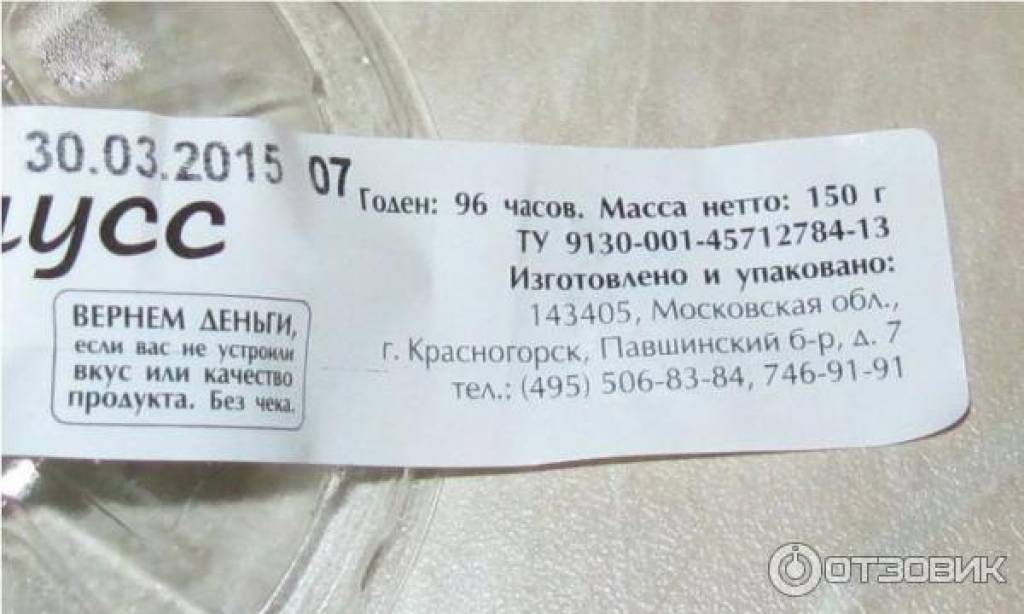 30.03.2015 07
Годен: 96 часов. Масса нетто: 150 г
ТУ 9130-001-45712784-13
Изготовлено и упаковано:
143405, Московская обл.,
г. Красногорск, Павшинский б-р, д. 7
тел.: (495) 506-83-84, 746-91-91
ВЕРНЕМ ДЕНЬГИ,
если вас не устроили
вкус или качество
продукта. Без чека.
ОТЗОВИК